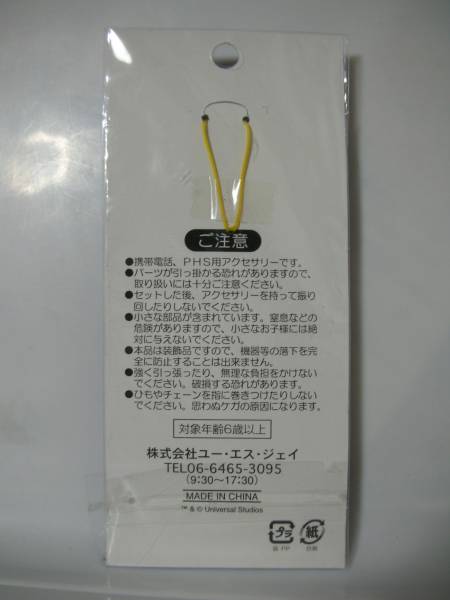 ご注意
●携帯電話、PHS用アクセサリーです。
●パーツが引っ掛かる恐れがありますので、
取り扱いには十分ご注意ください。
●セットした後、アクセサリーを持って振り
回したりしないでください。
●小さな部品が含まれています。窒息などの
危険がありますので、小さなお子様には絶
対に与えないでください。
●本品は装飾品ですので、機器等の落下を完
全に防止することは出来ません。
●強く引っ張ったり、無理な負担をかけない
でください。破損する恐れがあります。
●ひもやチェーンを指に巻きつけたりしない
でください。思わぬケガの原因になります。
対象年齢6歳以上
株式会社ユー・エス・ジェイ
TEL06-6465-3095
(9:30〜17:30)
MADE IN CHINA
™ & © Universal Studios
プラ 紙
袋:PP 台紙